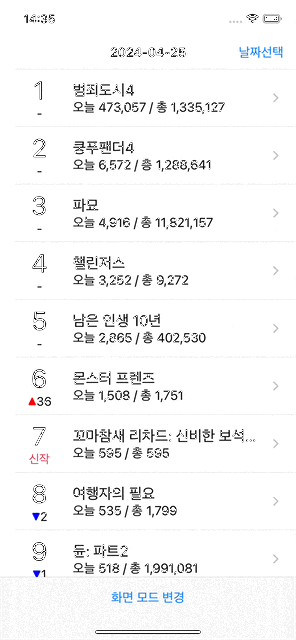 14:35
2024-04-25
날짜선택
1
범죄도시4
오늘 473,057 / 총 1,335,127
-
2
쿵푸팬더4
오늘 6,572 / 총 1,288,641
-
3
파묘
오늘 4,916 / 총 11,821,157
-
4
챌린저스
오늘 3,252 / 총 9,272
-
5
남은 인생 10년
오늘 2,865 / 총 402,530
-
6
몬스터 프렌즈
오늘 1,508 / 총 1,751
▲36
7
꼬마참새 리차드: 신비한 보석...
오늘 595 / 총 595
신작
8
여행자의 필요
오늘 535 / 총 1,799
▼2
9
듄: 파트2
오늘 518 / 총 1,991,081
▼1
화면 모드 변경